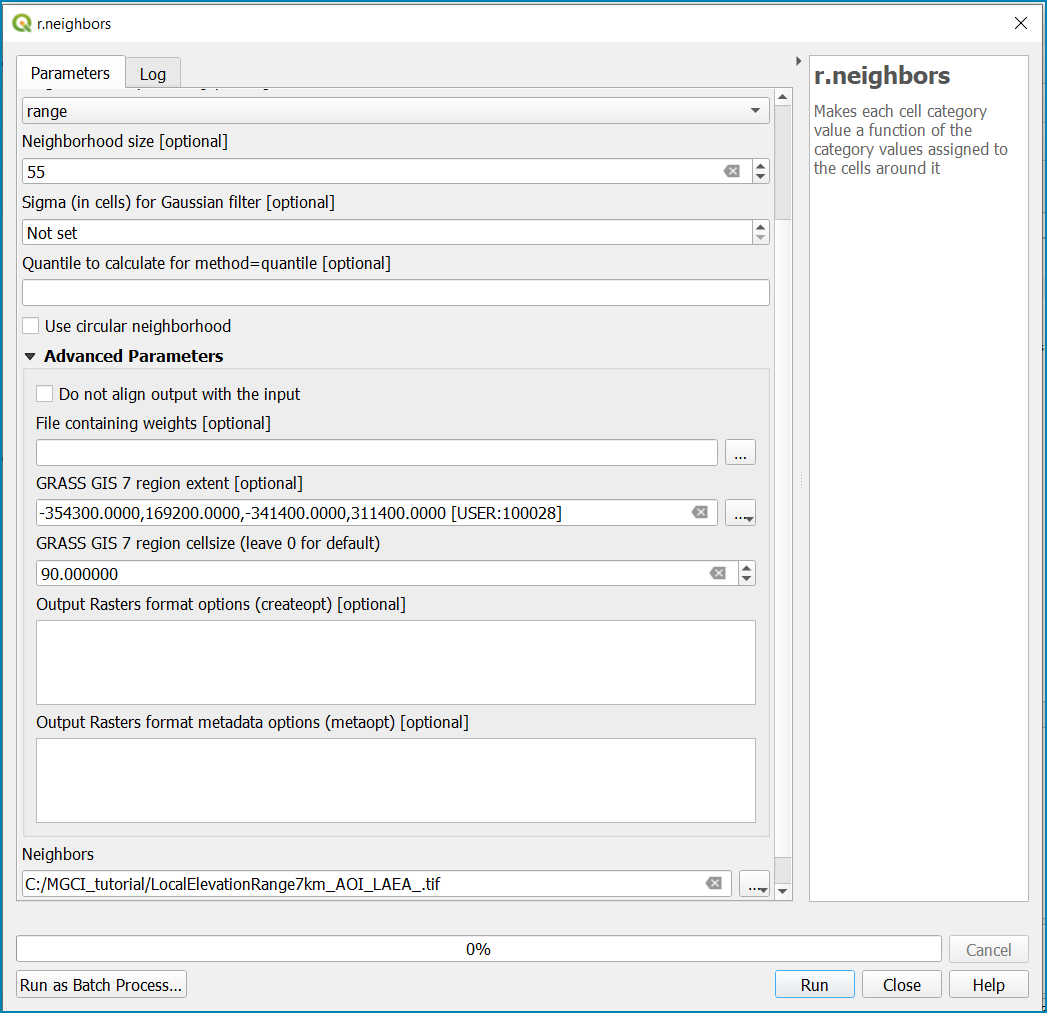 r.neighbors
Parameters
Log
range
Neighborhood size [optional]
55
Sigma (in cells) for Gaussian filter [optional]
Not set
Quantile to calculate for method=quantile [optional]
Use circular neighborhood
Advanced Parameters
Do not align output with the input
File containing weights [optional]
...
GRASS GIS 7 region extent [optional]
-354300.0000,169200.0000,-341400.0000,311400.0000 [USER:100028]
...
GRASS GIS 7 region cellsize (leave 0 for default)
90.000000
Output Rasters format options (createopt) [optional]
Output Rasters format metadata options (metaopt) [optional]
Neighbors
C:/MGCI_tutorial/LocalElevationRange7km_AOI_LAEA_.tif
...
r.neighbors
Makes each cell category
value a function of the
category values assigned to
the cells around it
0%
Cancel
Run as Batch Process...
Run
Close
Help